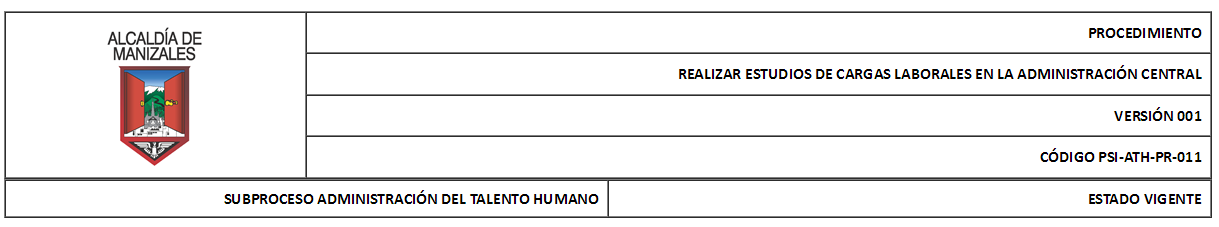 ALCALDÍA DE
MANIZALES
PROCEDIMIENTO
REALIZAR ESTUDIOS DE CARGAS LABORALES EN LA ADMINISTRACIÓN CENTRAL
VERSIÓN 001
CÓDIGO PSI-ATH-PR-011
SUBPROCESO ADMINISTRACIÓN DEL TALENTO HUMANO
ESTADO VIGENTE